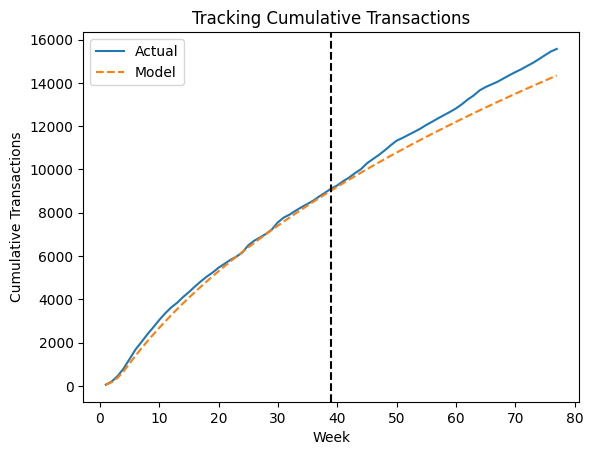 Tracking Cumulative Transactions
Actual
Model
16000
14000
12000
10000
8000
6000
4000
2000
0
Cumulative Transactions
0 10 20 30 40 50 60 70 80
Week